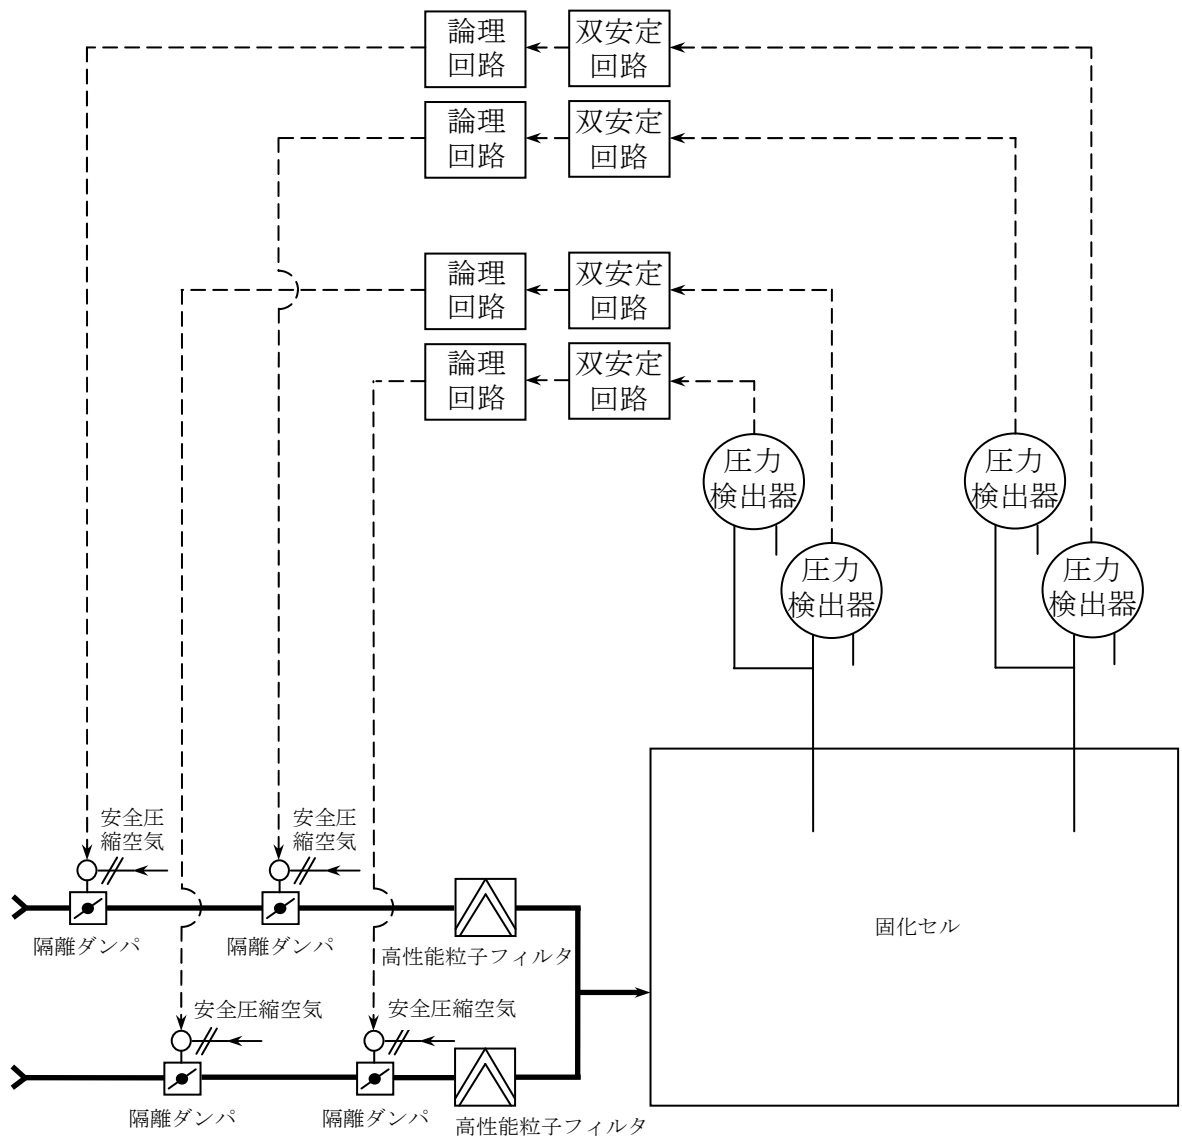 論理
回路
双安定
回路
論理
回路
双安定
回路
論理
回路
双安定
回路
論理
回路
双安定
回路
圧力
検出器
圧力
検出器
圧力
検出器
圧力
検出器
安全圧
縮空気
安全圧
縮空気
隔離ダンパ
隔離ダンパ
高性能粒子フィルタ
固化セル
安全圧縮空気
安全圧縮空気
隔離ダンパ
隔離ダンパ
高性能粒子フィルタ